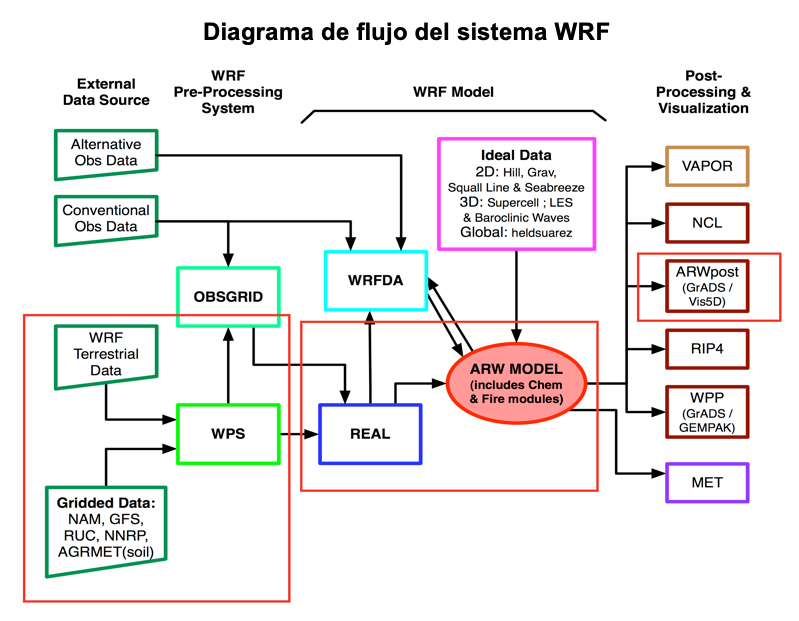 Diagrama de flujo del sistema WRF
External
Data Source
WRF
Pre-Processing
System
WRF Model
Post-
Processing &
Visualization
Alternative
Obs Data
Conventional
Obs Data
OBSGRID
WRF
Terrestrial
Data
WPS
Gridded Data:
NAM, GFS,
RUC, NNRP,
AGRMET(soil)
Ideal Data
2D: Hill, Grav,
Squall Line & Seabreeze
3D: Supercell ; LES
& Baroclinic Waves
Global: heldsuarez
WRFDA
REAL
ARW MODEL
(includes Chem
& Fire modules)
VAPOR
NCL
ARWpost
(GrADS /
Vis5D)
RIP4
WPP
(GrADS /
GEMPAK)
MET